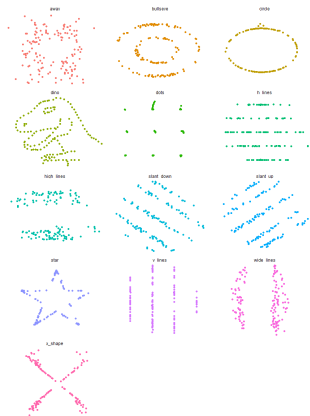 away
bullseye
circle
dino
dots
h_lines
high_lines
slant_down
slant_up
star
v_lines
wide_lines
x_shape